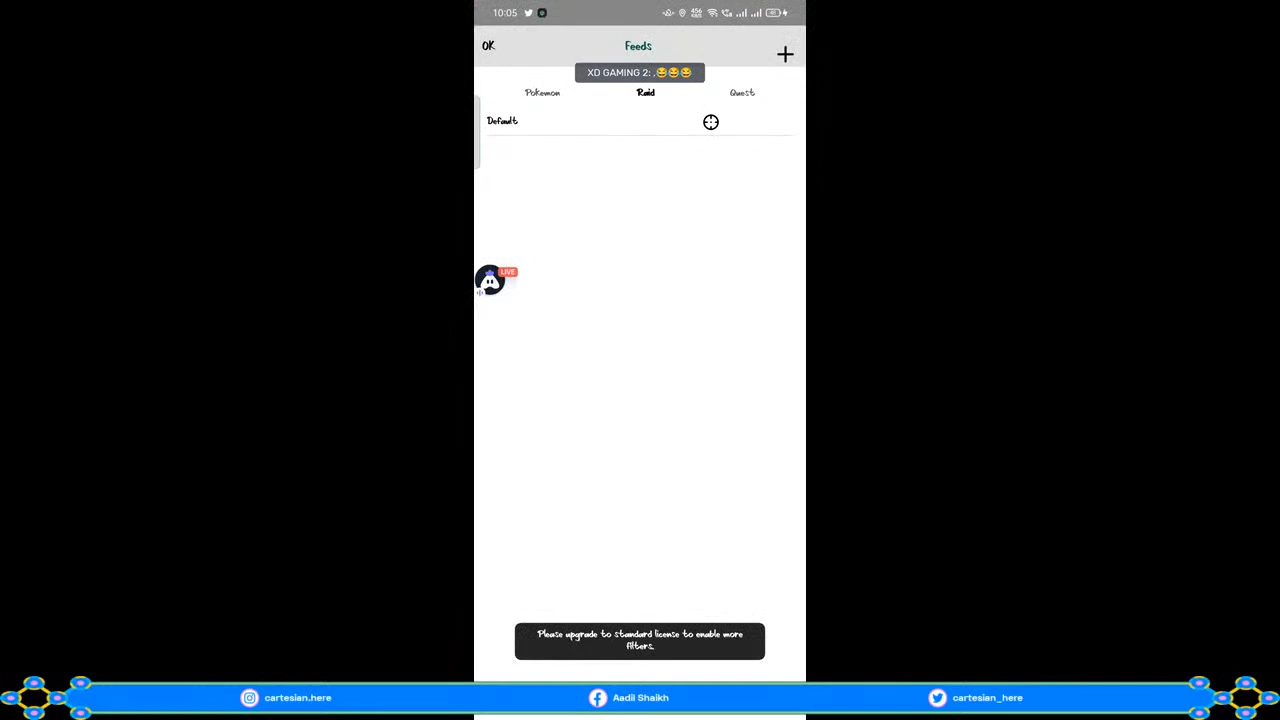 10:05
OK
Feeds
XD GAMING 2: ,😂😂😂
Pokemon Raid Quest
Default
LIVE
Please upgrade to standard license to enable more
filters.
cartesian.here Aadil Shaikh cartesian_here